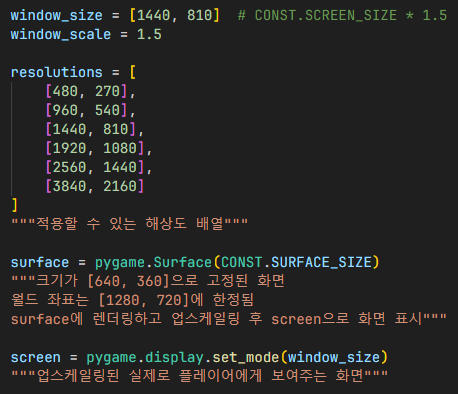 window_size = [1440, 810]  # CONST.SCREEN_SIZE * 1.5
window_scale = 1.5
resolutions = [
    [480, 270],
    [960, 540],
    [1440, 810],
    [1920, 1080],
    [2560, 1440],
    [3840, 2160]
]
"""적용할 수 있는 해상도 배열"""
surface = pygame.Surface(CONST.SURFACE_SIZE)
"""크기가 [640, 360]으로 고정된 화면
월드 좌표는 [1280, 720]에 한정됨
surface에 렌더링하고 업스케일링 후 screen으로 화면 표시"""
screen = pygame.display.set_mode(window_size)
"""업스케일링된 실제로 플레이어에게 보여주는 화면"""